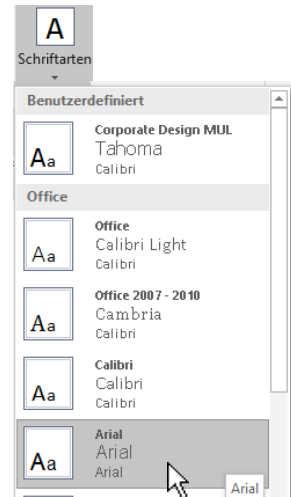 A
Schriftarten
Benutzerdefiniert
Aa
Corporate Design MUL
Tahoma
Calibri
Office
Aa
Office
Calibri Light
Calibri
Aa
Office 2007 - 2010
Cambria
Calibri
Aa
Calibri
Calibri
Calibri
Aa
Arial
Arial
Arial
Arial